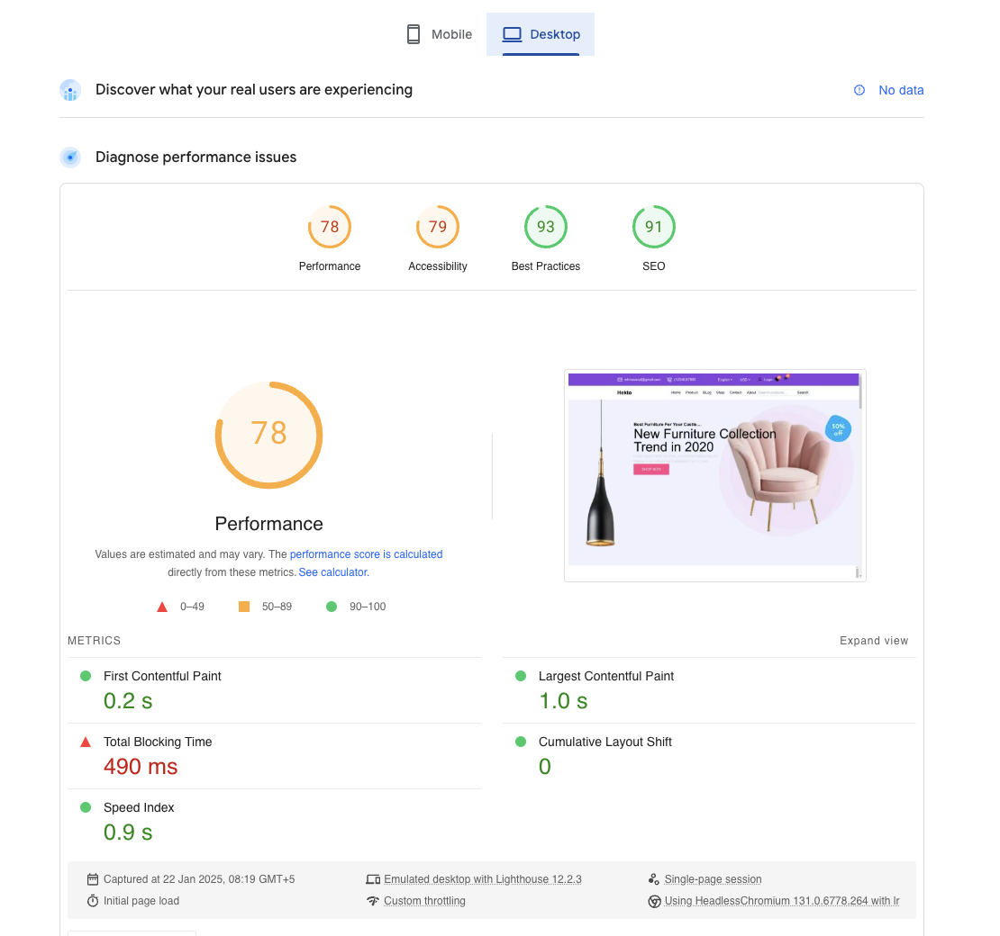 Mobile
Desktop
Discover what your real users are experiencing
No data
Diagnose performance issues
78
79
93
91
Performance
Accessibility
Best Practices
SEO
78
Performance
Values are estimated and may vary. The performance score is calculated
directly from these metrics. See calculator.
0–49
50–89
90–100
English
USD
Login
Hekto
Home Product BLog Shop Contact About
Search
Best Furniture For Your Castle....
New Furniture Collection
Trend in 2020
SHOP NOW
50%
off
METRICS
Expand view
First Contentful Paint
0.2 s
Largest Contentful Paint
1.0 s
Total Blocking Time
490 ms
Cumulative Layout Shift
0
Speed Index
0.9 s
Captured at 22 Jan 2025, 08:19 GMT+5
Emulated desktop with Lighthouse 12.2.3
Single-page session
Initial page load
Custom throttling
Using HeadlessChromium 131.0.6778.264 with lr